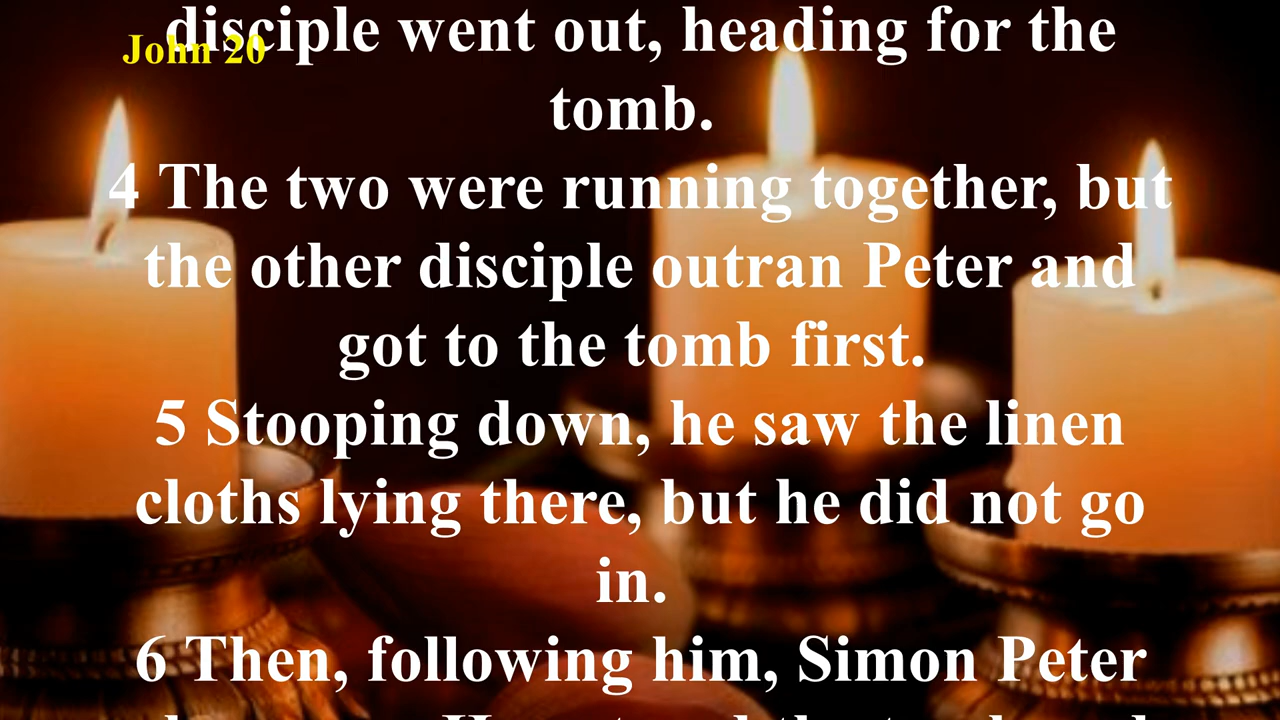 John 20
disciple went out, heading for the
tomb.
4 The two were running together, but
the other disciple outran Peter and
got to the tomb first.
5 Stooping down, he saw the linen
cloths lying there, but he did not go
in.
6 Then, following him, Simon Peter